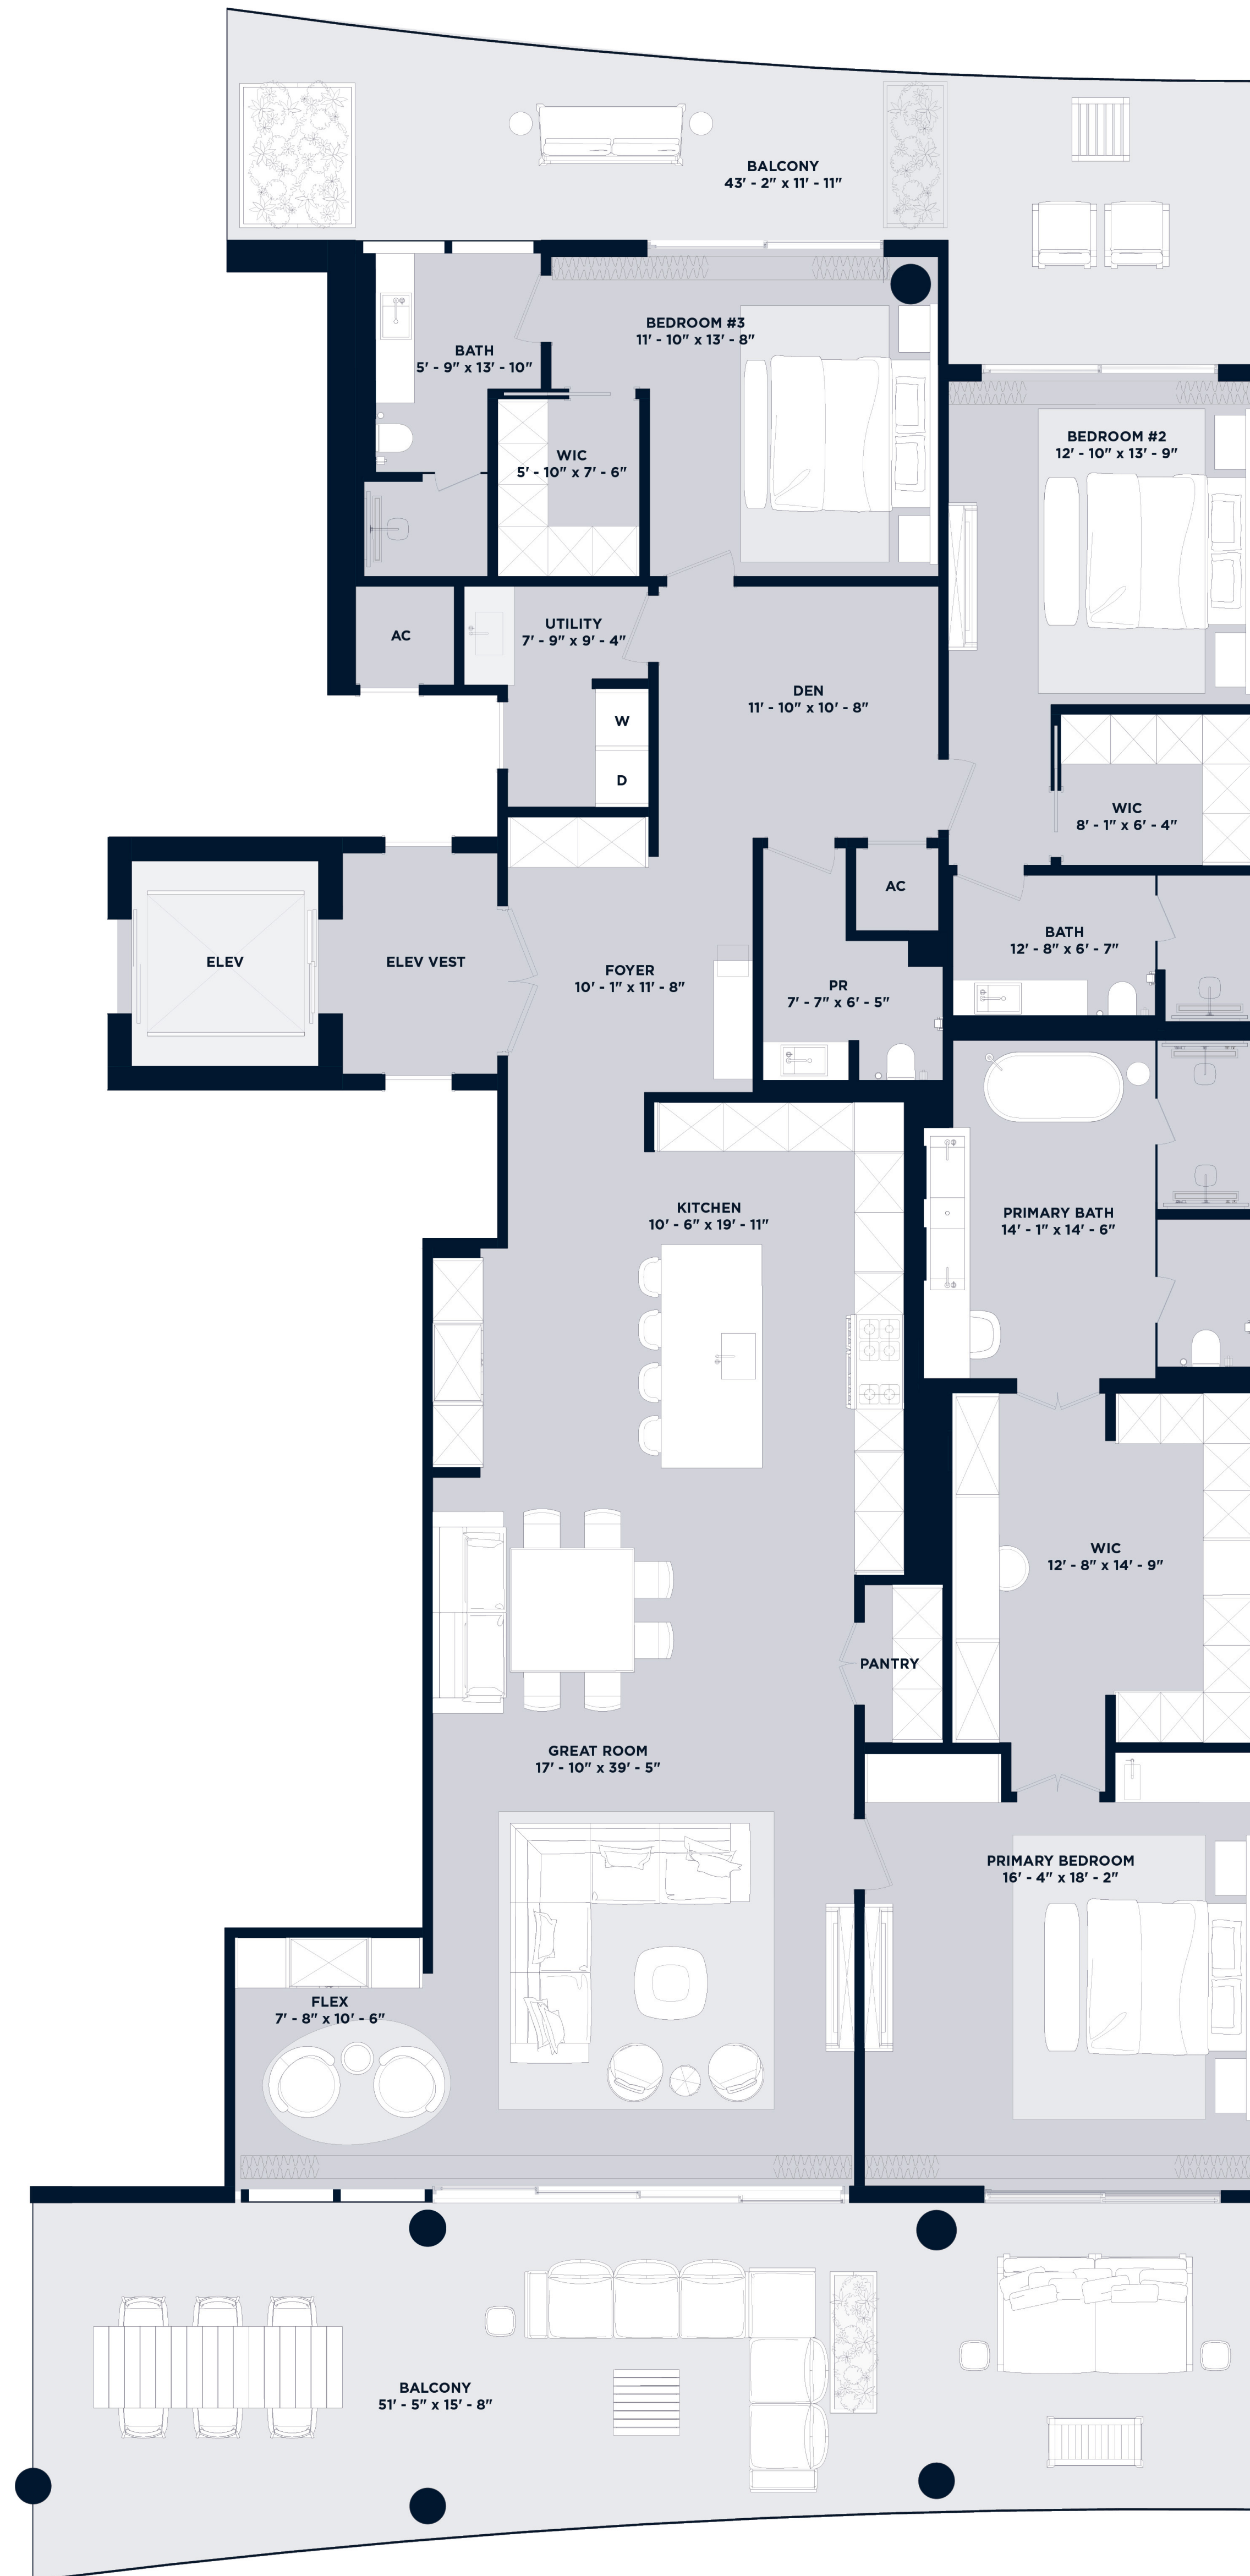 BALCONY
43' - 2" x 11' - 11"
BEDROOM #3
11' - 10" x 13' - 8"
BATH
5' - 9" x 13' - 10"
BEDROOM #2
12' - 10" x 13' - 9"
WIC
5' - 10" x 7' - 6"
UTILITY
7' - 9" x 9' - 4"
AC
DEN
11' - 10" x 10' - 8"
W
D
WIC
8' - 1" x 6' - 4"
AC
BATH
12' - 8" x 6' - 7"
ELEV
ELEV VEST
FOYER
10' - 1" x 11' - 8"
PR
7' - 7" x 6' - 5"
KITCHEN
10' - 6" x 19' - 11"
PRIMARY BATH
14' - 1" x 14' - 6"
WIC
12' - 8" x 14' - 9"
PANTRY
GREAT ROOM
17' - 10" x 39' - 5"
PRIMARY BEDROOM
16' - 4" x 18' - 2"
FLEX
7' - 8" x 10' - 6"
BALCONY
51' - 5" x 15' - 8"